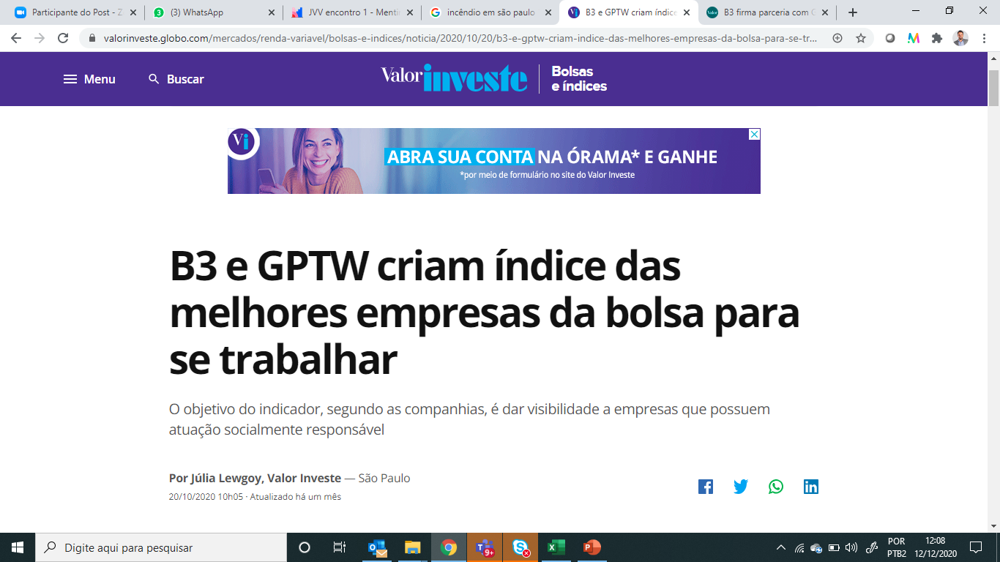 Participante do Post - Z
(3) WhatsApp
JVV encontro 1 - Mentim
incêndio em são paulo
B3 e GPTW criam índice
B3 firma parceria com G
valorinveste.globo.com/mercados/renda-variavel/bolsas-e-indices/noticia/2020/10/20/b3-e-gptw-criam-indice-das-melhores-empresas-da-bolsa-para-se-tr...
Menu
Buscar
Valor investe
Bolsas
e índices
Vi
ABRA SUA CONTA NA ÓRAMA* E GANHE
*por meio de formulário no site do Valor Investe
B3 e GPTW criam índice das
melhores empresas da bolsa para
se trabalhar
O objetivo do indicador, segundo as companhias, é dar visibilidade a empresas que possuem
atuação socialmente responsável
Por Júlia Lewgoy, Valor Investe — São Paulo
20/10/2020 10h05 · Atualizado há um mês
Digite aqui para pesquisar
9+
POR
PTB2
12:08
12/12/2020